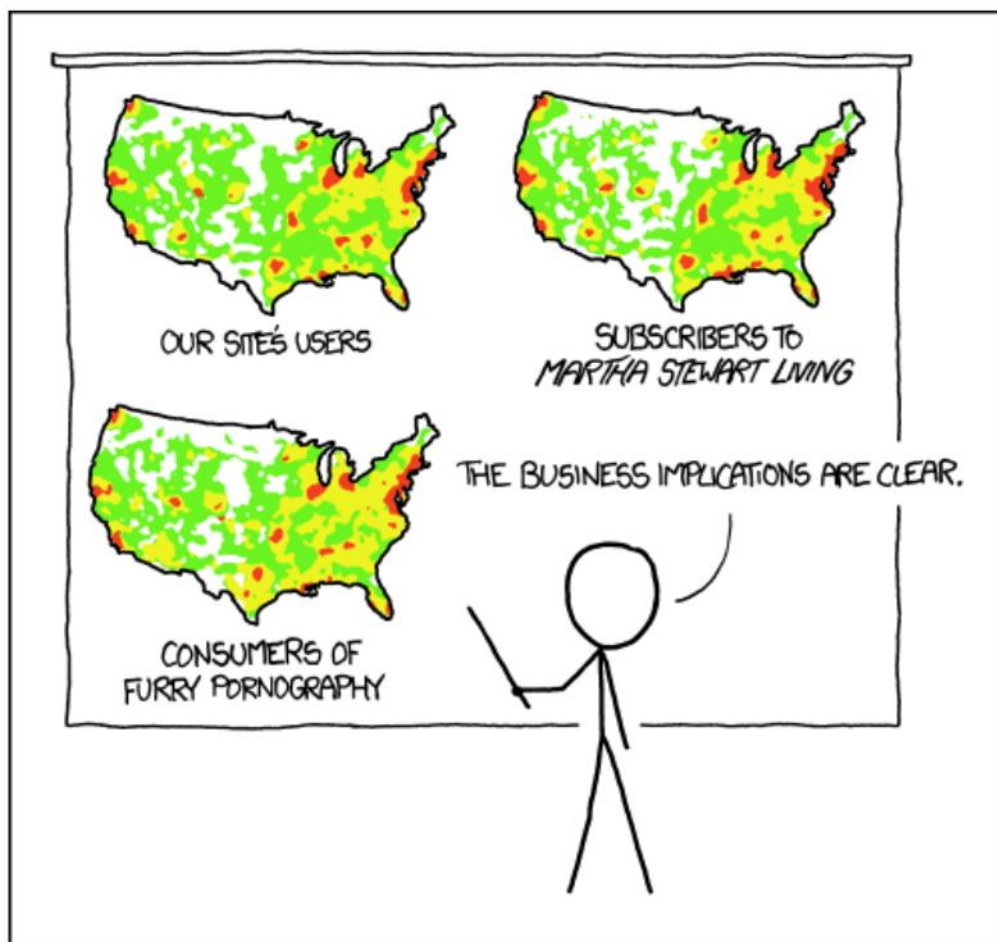 OUR SITE'S USERS
SUBSCRIBERS TO
MARTHA STEWART LIVING
CONSUMERS OF
FURRY PORNOGRAPHY
THE BUSINESS IMPLICATIONS ARE CLEAR.